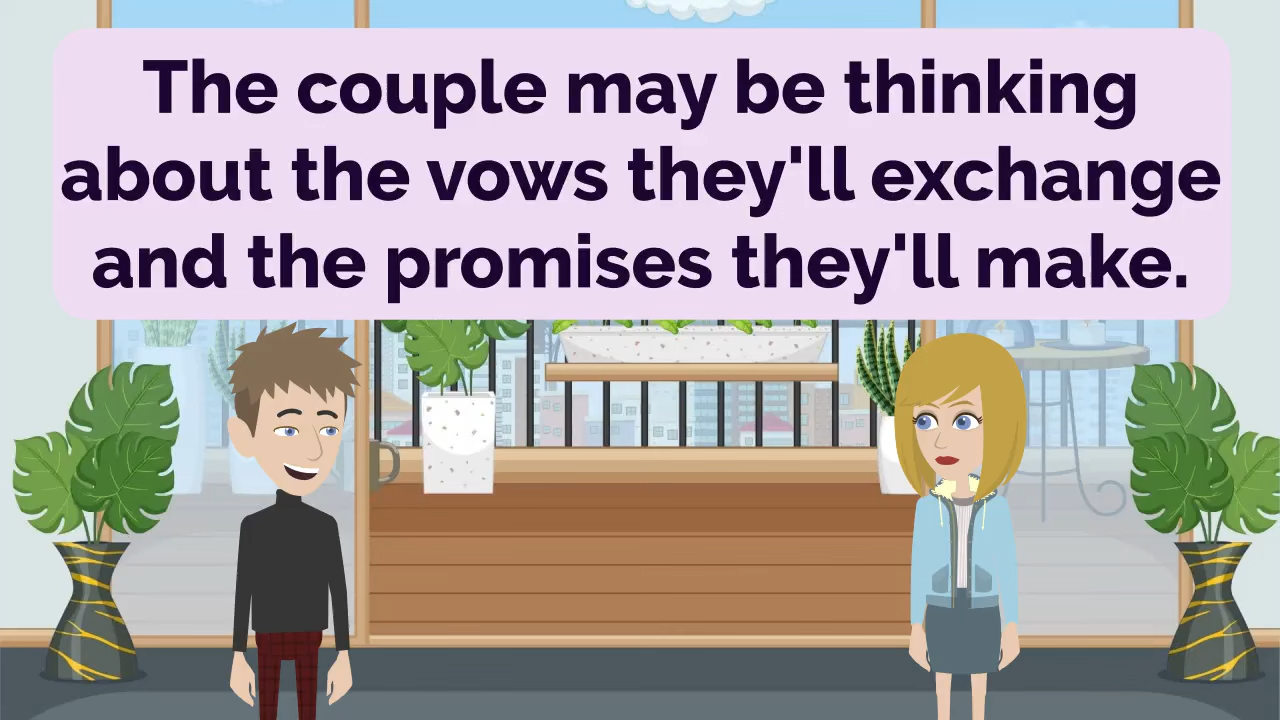 The couple may be thinking
about the vows they'll exchange
and the promises they'll make.